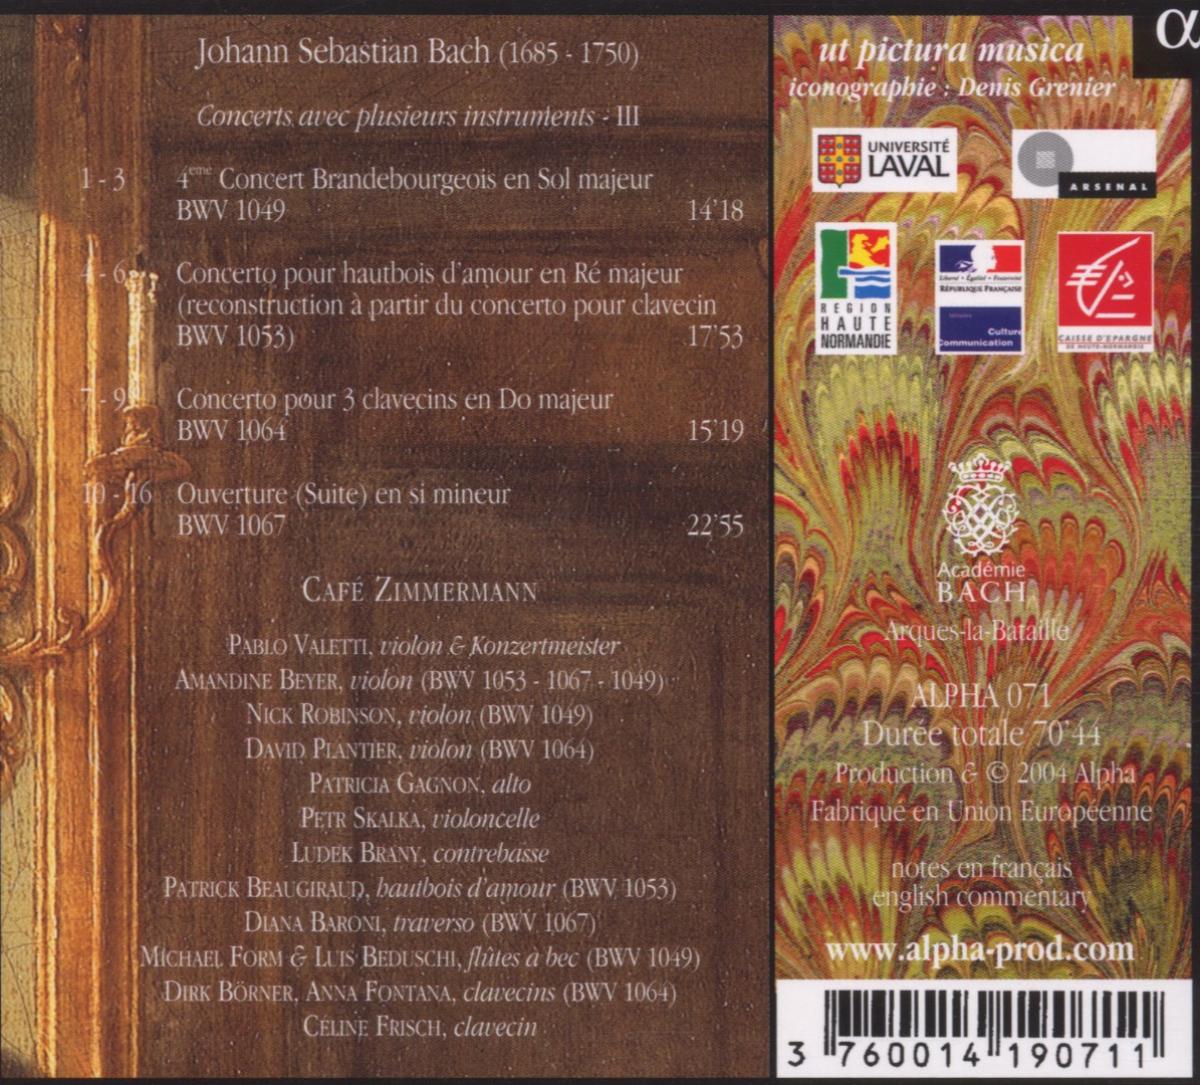 Johann Sebastian Bach (1685 - 1750)
Concerts avec plusieurs instruments - III
1 - 3 4eme Concert Brandebourgeois en Sol majeur
BWV 1049 14'18
4 - 6 Concerto pour hautbois d'amour en Ré majeur
(reconstruction à partir du concerto pour clavecin
BWV 1053) 17'53
7 - 9 Concerto pour 3 clavecins en Do majeur
BWV 1064 15'19
10 - 16 Ouverture (Suite) en si mineur
BWV 1067 22'55
CAFÉ ZIMMERMANN
PABLO VALETTI, violon & Konzertmeister
AMANDINE BEYER, violon (BWV 1053 - 1067 - 1049)
NICK ROBINSON, violon (BWV 1049)
DAVID PLANTIER, violon (BWV 1064)
PATRICIA GAGNON, alto
PETR SKALKA, violoncelle
LUDEK BRANY, contrebasse
PATRICK BEAUGIRAUD, hautbois d'amour (BWV 1053)
DIANA BARONI, traverso (BWV 1067)
MICHAEL FORM & LUIS BEDUSCHI, flûtes à bec (BWV 1049)
DIRK BÖRNER, ANNA FONTANA, clavecins (BWV 1064)
CÉLINE FRISCH, clavecin
α
ut pictura musica
iconographie : Denis Grenier
UNIVERSITÉ
LAVAL
ARSENAL
REGION
HAUTE
NORMANDIE
Liberté • Égalité • Fraternité
RÉPUBLIQUE FRANÇAISE
Culture
Communication
CAISSE D'EPARGNE
DE HAUTE-NORMANDIE
Académie
BACH
Arques-la-Bataille
ALPHA 071
Durée totale 70'44
Production & © 2004 Alpha
Fabriqué en Union Européenne
notes en français
english commentary
www.alpha-prod.com
3 760014 190711